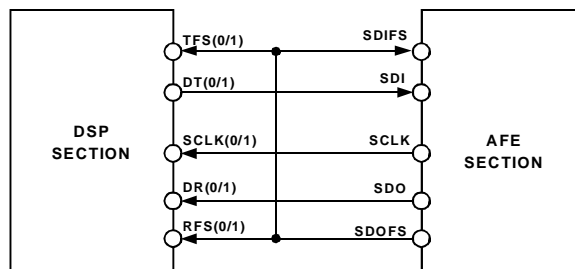 TFS(0/1) SDIFS
DT(0/1) SDI
DSP SECTION
SCLK(0/1) SCLK
AFE SECTION
DR(0/1) SDO
RFS(0/1) SDOFS